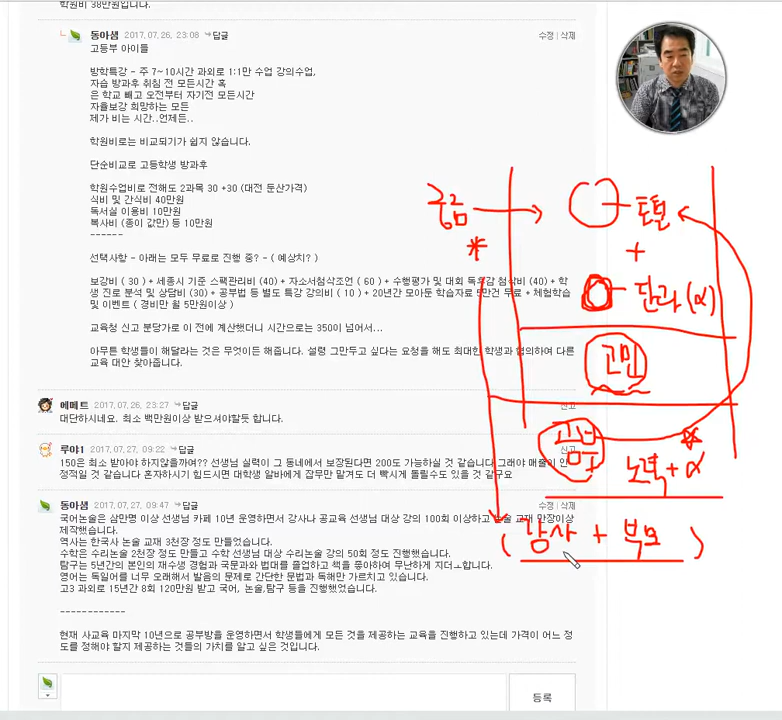 학원비 38만원입니다.
동아샘 2017.07.26, 23:08 답글 수정 | 삭제
고등부 아이들
방학특강 - 주 7~10시간 과외로 1:1만 수업 강의수업,
자습 방과후 취침 전 모든시간 혹
은 학교 빼고 오전부터 자기전 모든시간
자율보강 희망하는 모든
제가 비는 시간..언제든..
학원비로는 비교되기가 쉽지 않습니다.
단순비교로 고등학생 방과후
학원수업비로 전해도 2과목 30 +30 (대전 둔산가격)
식비 및 간식비 40만원
독서실 이용비 10만원
복사비 (종이 값만) 등 10만원
------
선택사항 - 아래는 모두 무료로 진행 중? - ( 예상치? )
보강비 ( 30 ) + 세종시 기준 스팩관리비 (40) + 자소서첨삭조언 ( 60 ) + 수행평가 및 대회 독후감 첨삭비 (40) + 학
생 진로 분석 및 상담비 (30) + 공부법 등 별도 특강 강의비 ( 10 ) + 20년간 모아둔 학습자료 5만건 무료 + 체험학습
및 이벤트 ( 경비만 월 5만원이상 )
교육청 신고 분당가로 이 전에 계산했더니 시간으로는 350이 넘어서...
아무튼 학생들이 해달라는 것은 무엇이든 해줍니다. 설령 그만두고 싶다는 요청을 해도 최대한 학생과 협의하여 다른
교육 대안 찾아줍니다.
에메트 2017.07.26, 23:27 답글 신고
대단하시네요. 최소 백만원이상 받으셔야할듯 합니다.
루야1 2017.07.27, 09:22 답글 신고
150은 최소 받아야 하지않을까여?? 선생님 실력이 그 동네에서 보장된다면 200도 가능하실 것 같습니다 그래야 매출이 안
정적일 것 같습니다 혼자하시기 힘드시면 대학생 알바에게 잡무만 맡겨도 더 빡시게 돌릴수도 있을 것 같구요
동아샘 2017.07.27, 09:47 답글 수정 | 삭제
국어논술은 삼만명 이상 선생님 카페 10년 운영하면서 강사나 공교육 선생님 대상 강의 100회 이상하고 논술 교재 만장이상
제작했습니다.
역사는 한국사 논술 교재 3천장 정도 만들었습니다.
수학은 수리논술 2천장 정도 만들고 수학 선생님 대상 수리논술 강의 50회 정도 진행했습니다.
탐구는 5년간의 본인의 재수생 경험과 국문과와 법대를 졸업하고 책을 좋아하여 무난하게 지더ㅗ합니다.
영어는 독일어를 너무 오래해서 발음의 문제로 간단한 문법과 독해만 가르치고 있습니다.
고3 과외로 15년간 8회 120만원 받고 국어, 논술,탐구 등을 진행했었습니다.
------------
현재 사교육 마지막 10년으로 공부방을 운영하면서 학생들에게 모든 것을 제공하는 교육을 진행하고 있는데 가격이 어느 정
도를 정해야 할지 제공하는 것들의 가치를 알고 싶은 것입니다.
등록
토털
+
단과 (α)
고민
공부
노력 + α
( 감사 + 부모 )